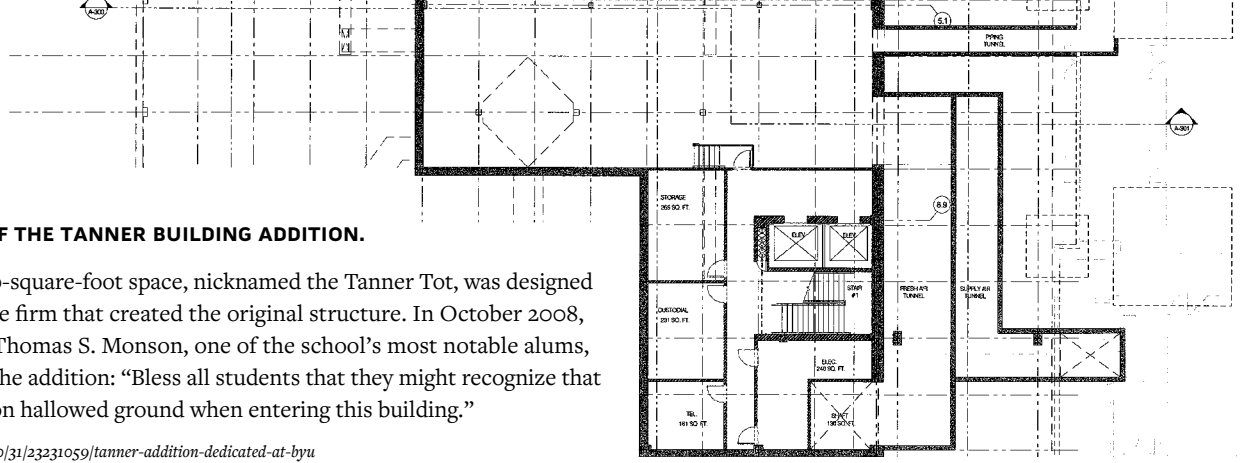 A-300
5.1
PIPING
TUNNEL
A-301
STORAGE
265 SQ. FT.
6.9
F THE TANNER BUILDING ADDITION.
ELEV.
ELEV.
-square-foot space, nicknamed the Tanner Tot, was designed
e firm that created the original structure. In October 2008,
Thomas S. Monson, one of the school’s most notable alums,
he addition: “Bless all students that they might recognize that
on hallowed ground when entering this building.”
STAIR
#1
FRESH AIR
TUNNEL
SUPPLY AIR
TUNNEL
CUSTODIAL
231 SQ. FT.
ELEC.
240 SQ. FT.
TEL.
161 SQ. FT.
SHAFT
130 SQ. FT.
0/31/23231059/tanner-addition-dedicated-at-byu